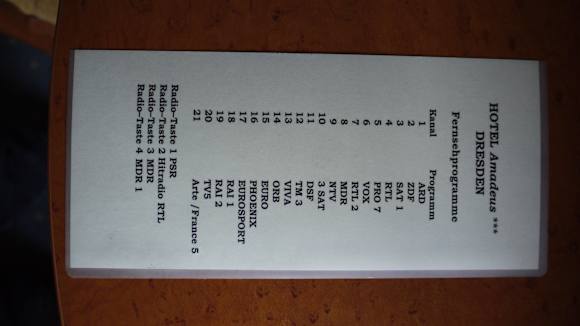 HOTEL Amadeus ***
DRESDEN
Fernsehprogramme
Kanal Programm
1 ARD
2 ZDF
3 SAT 1
4 RTL
5 PRO 7
6 VOX
7 RTL 2
8 MDR
9 NTV
10 3 SAT
11 DSF
12 TM 3
13 VIVA
14 ORB
15 EURO
16 PHOENIX
17 EUROSPORT
18 RAI 1
19 RAI 2
20 TV5
21 Arte /France 5
Radio-Taste 1 PSR
Radio-Taste 2 Hitradio RTL
Radio-Taste 3 MDR
Radio-Taste 4 MDR 1